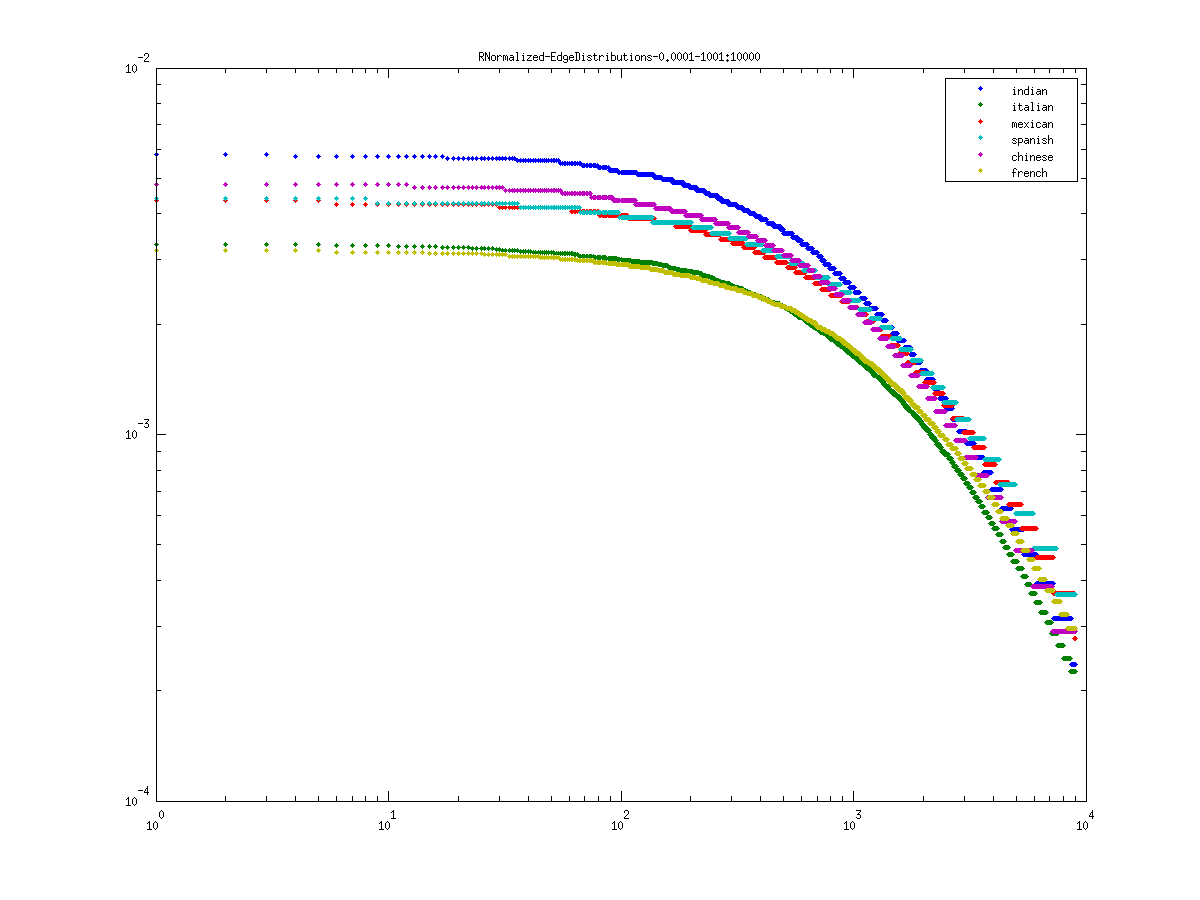 RNormalized-EdgeDistributions-0.0001-1001:10000
10^-2
indian
italian
mexican
spanish
chinese
french
10^-3
10^-4
10^0 10^1 10^2 10^3 10^4